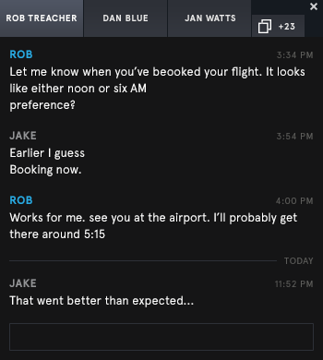 ROB TREACHER DAN BLUE JAN WATTS +23
ROB 3:34 PM
Let me know when you've beooked your flight. It looks
like either noon or six AM
preference?
JAKE 3:54 PM
Earlier I guess
Booking now.
ROB 4:00 PM
Works for me. see you at the airport. I'll probably get
there around 5:15
TODAY
JAKE 11:52 PM
That went better than expected...